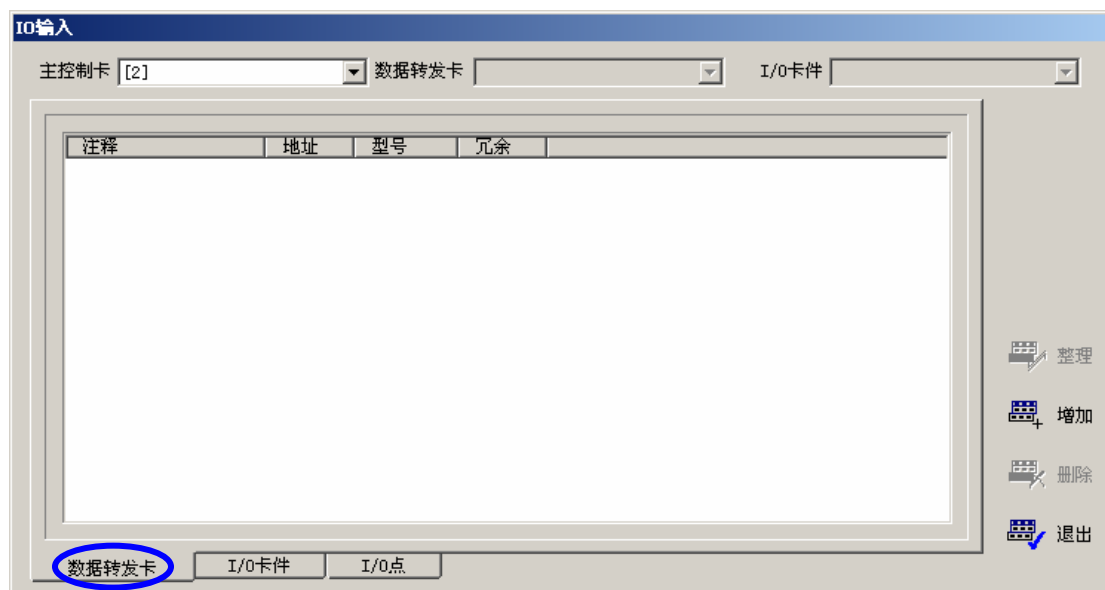 IO输入
主控制卡 [2] 数据转发卡 I/O卡件
注释 地址 型号 冗余
整理
增加
删除
退出
数据转发卡 I/O卡件 I/O点